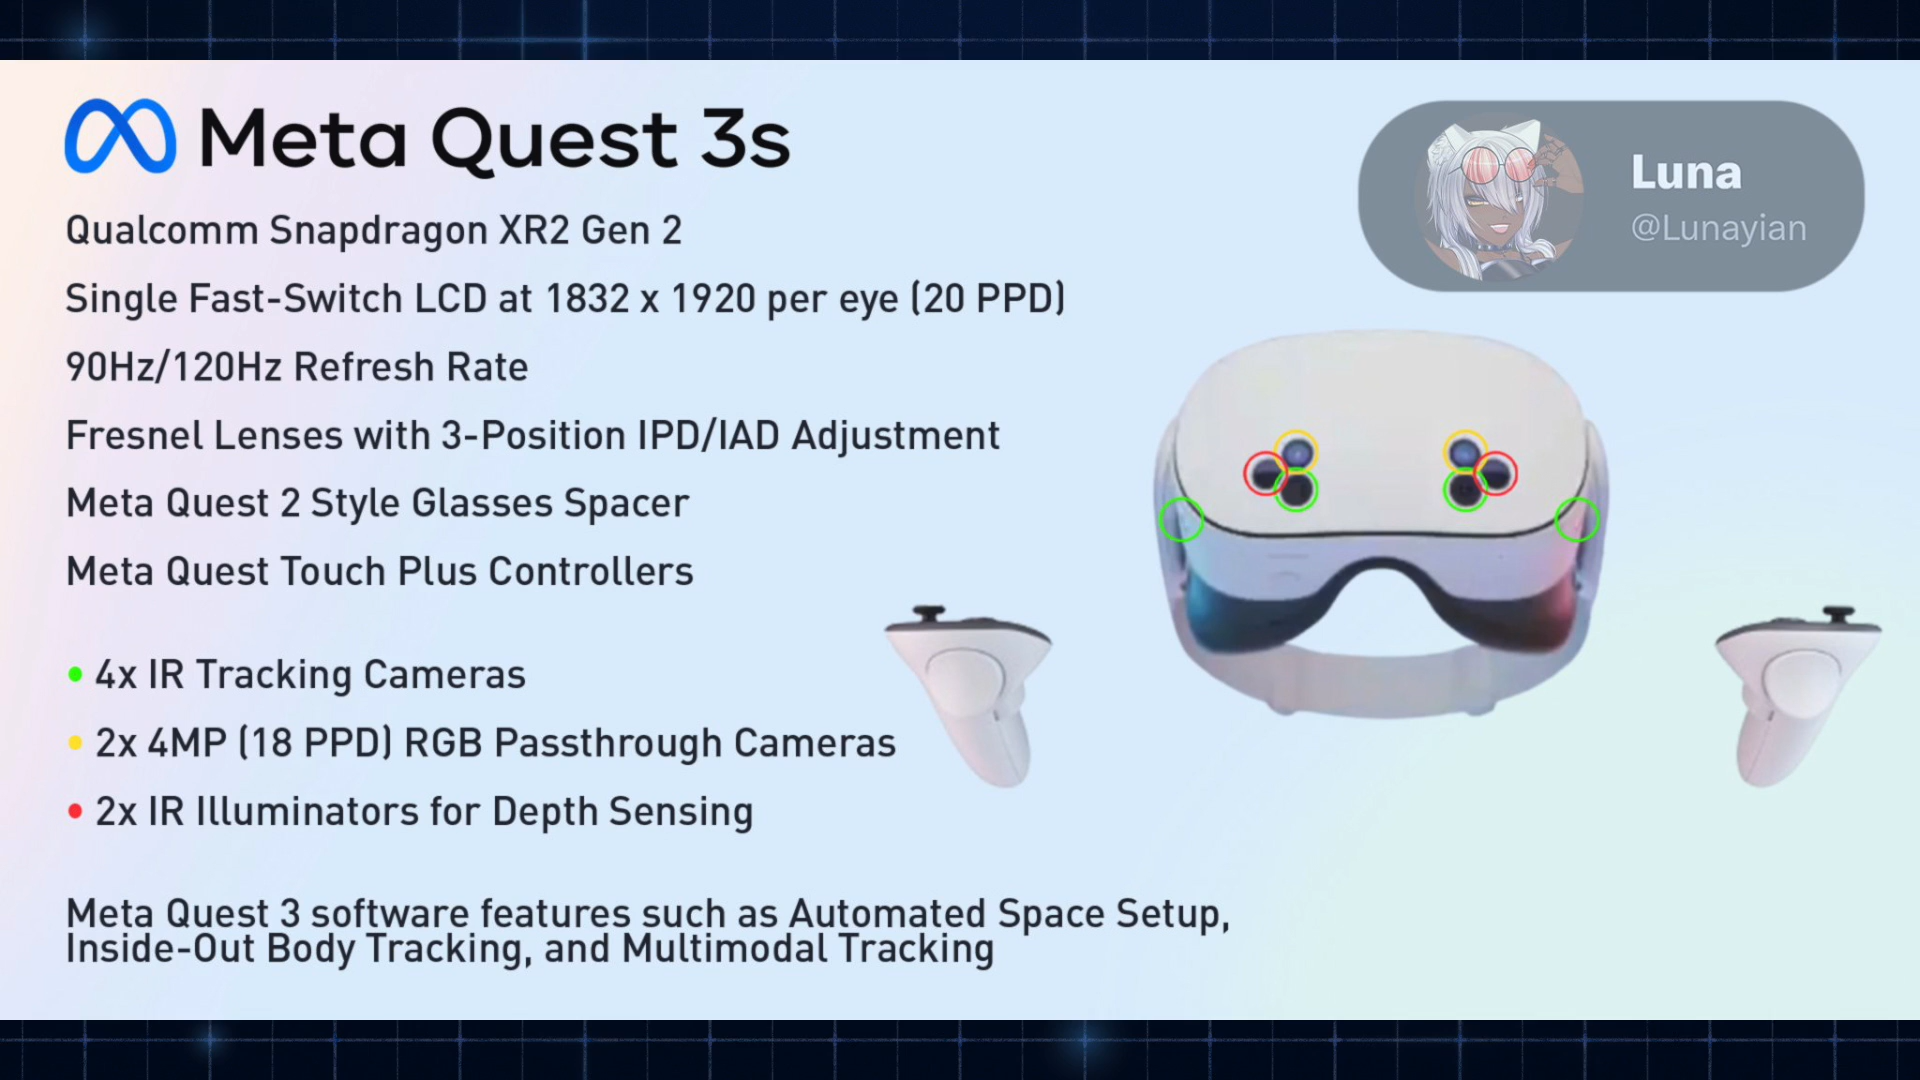 Meta Quest 3s
Luna
@Lunayian
Qualcomm Snapdragon XR2 Gen 2
Single Fast-Switch LCD at 1832 x 1920 per eye (20 PPD)
90Hz/120Hz Refresh Rate
Fresnel Lenses with 3-Position IPD/IAD Adjustment
Meta Quest 2 Style Glasses Spacer
Meta Quest Touch Plus Controllers
4x IR Tracking Cameras
2x 4MP (18 PPD) RGB Passthrough Cameras
2x IR Illuminators for Depth Sensing
Meta Quest 3 software features such as Automated Space Setup,
Inside-Out Body Tracking, and Multimodal Tracking